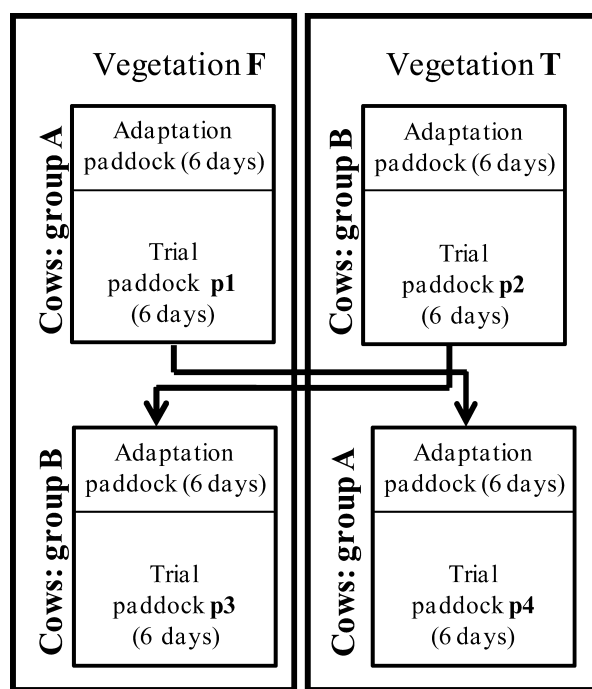 Vegetation F
Cows: group A
Adaptation
paddock (6 days)
Trial
paddock p1
(6 days)
Cows: group B
Adaptation
paddock (6 days)
Trial
paddock p3
(6 days)
Vegetation T
Cows: group B
Adaptation
paddock (6 days)
Trial
paddock p2
(6 days)
Cows: group A
Adaptation
paddock (6 days)
Trial
paddock p4
(6 days)